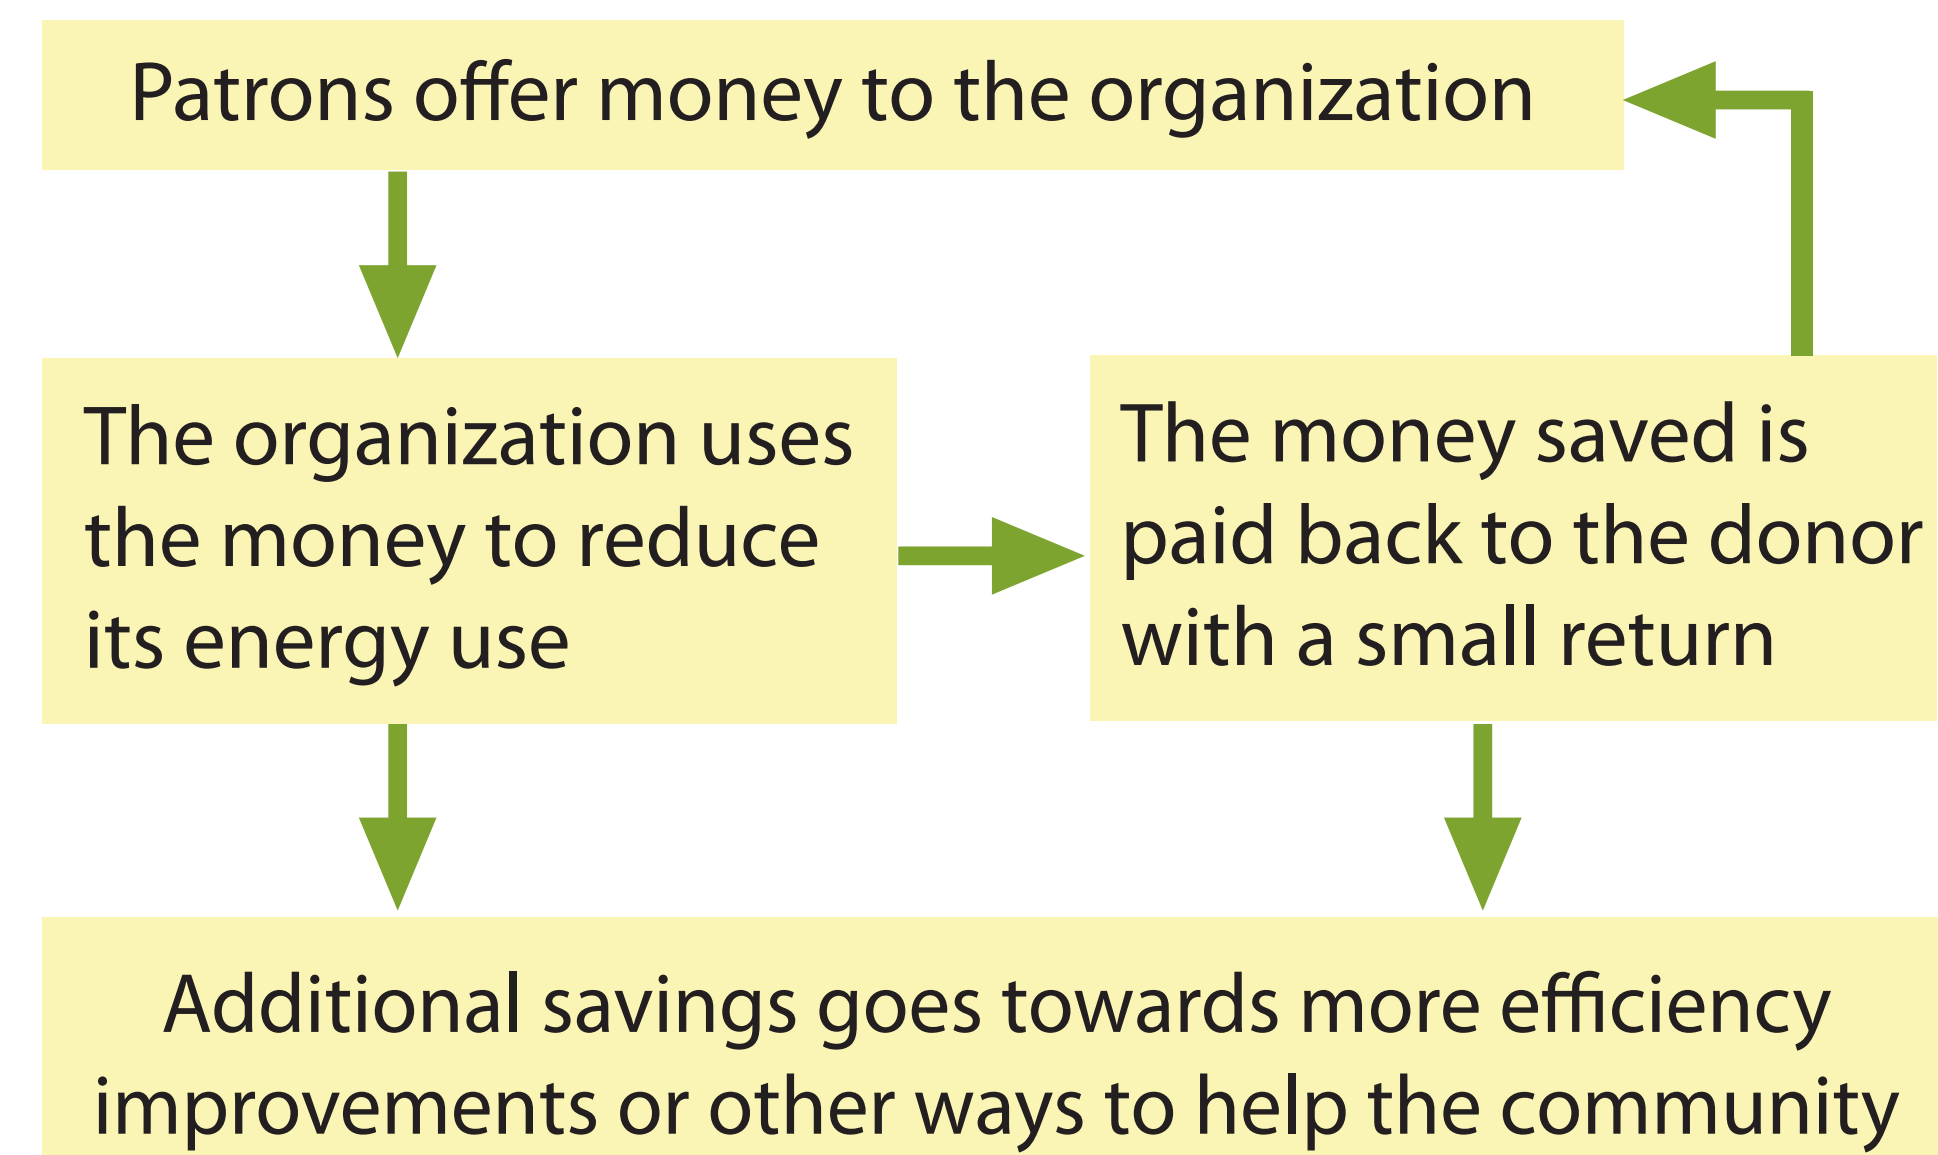 Patrons offer money to the organization
The organization uses
the money to reduce
its energy use
The money saved is
paid back to the donor
with a small return
Additional savings goes towards more efficiency
improvements or other ways to help the community